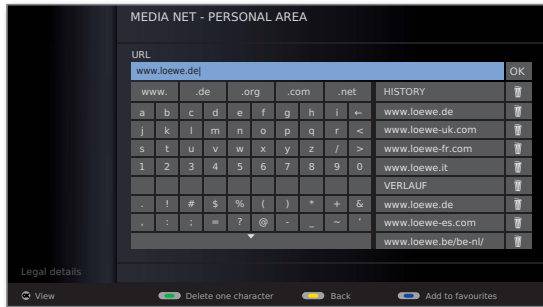 MEDIA NET - PERSONAL AREA
URL
www.loewe.de| OK
www. .de .org .com .net HISTORY
a b c d e f g h i ← www.loewe.de
j k l m n o p q r < www.loewe-uk.com
s t u v w x y z / > www.loewe-fr.com
1 2 3 4 5 6 7 8 9 0 www.loewe.it
VERLAUF
. ! # $ % ( ) * + & www.loewe.de
, : ; = ? @ - _ ~ ' www.loewe-es.com
www.loewe.be/be-nl/
Legal details
OK View Delete one character Back Add to favourites